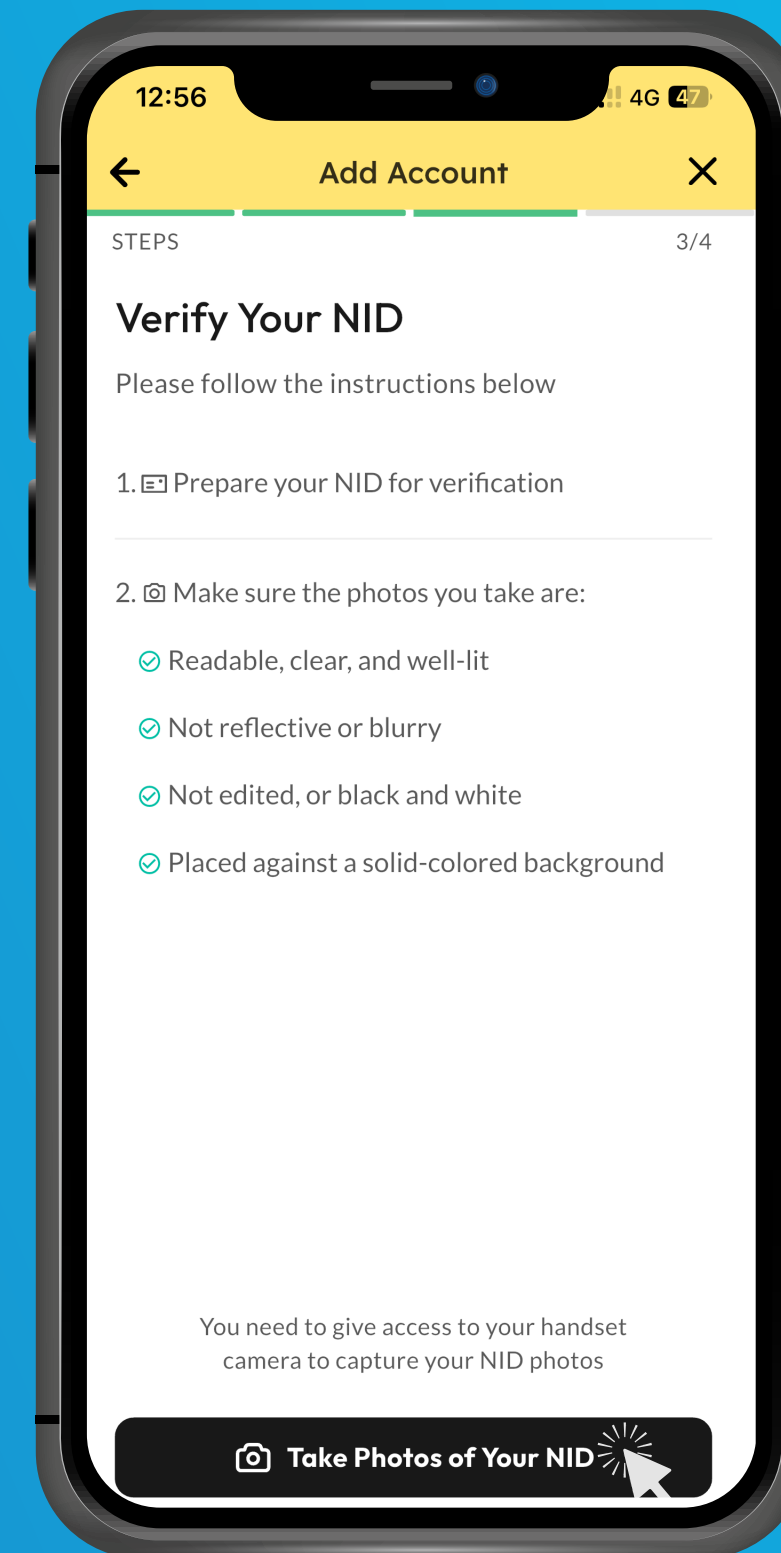 12:56
4G 47
Add Account
STEPS 3/4
Verify Your NID
Please follow the instructions below
1. Prepare your NID for verification
2. Make sure the photos you take are:
Readable, clear, and well-lit
Not reflective or blurry
Not edited, or black and white
Placed against a solid-colored background
You need to give access to your handset
camera to capture your NID photos
Take Photos of Your NID